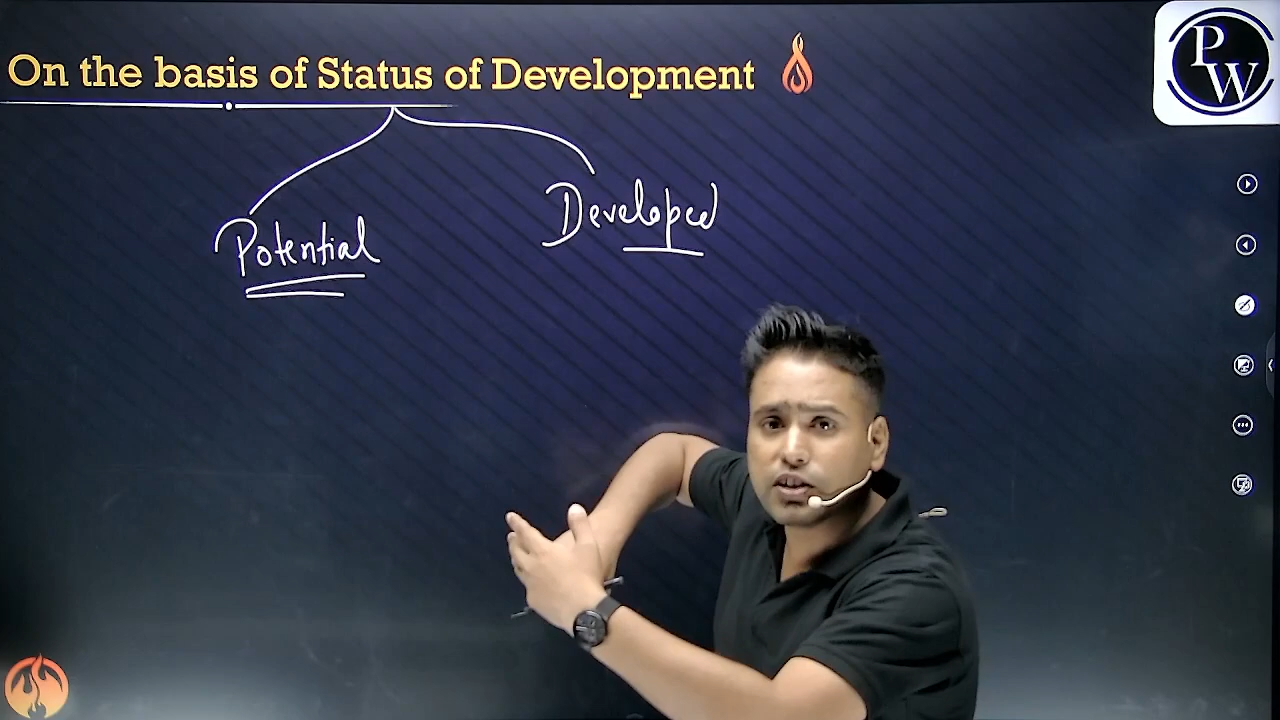 On the basis of Status of Development
PW
Potential
Developed